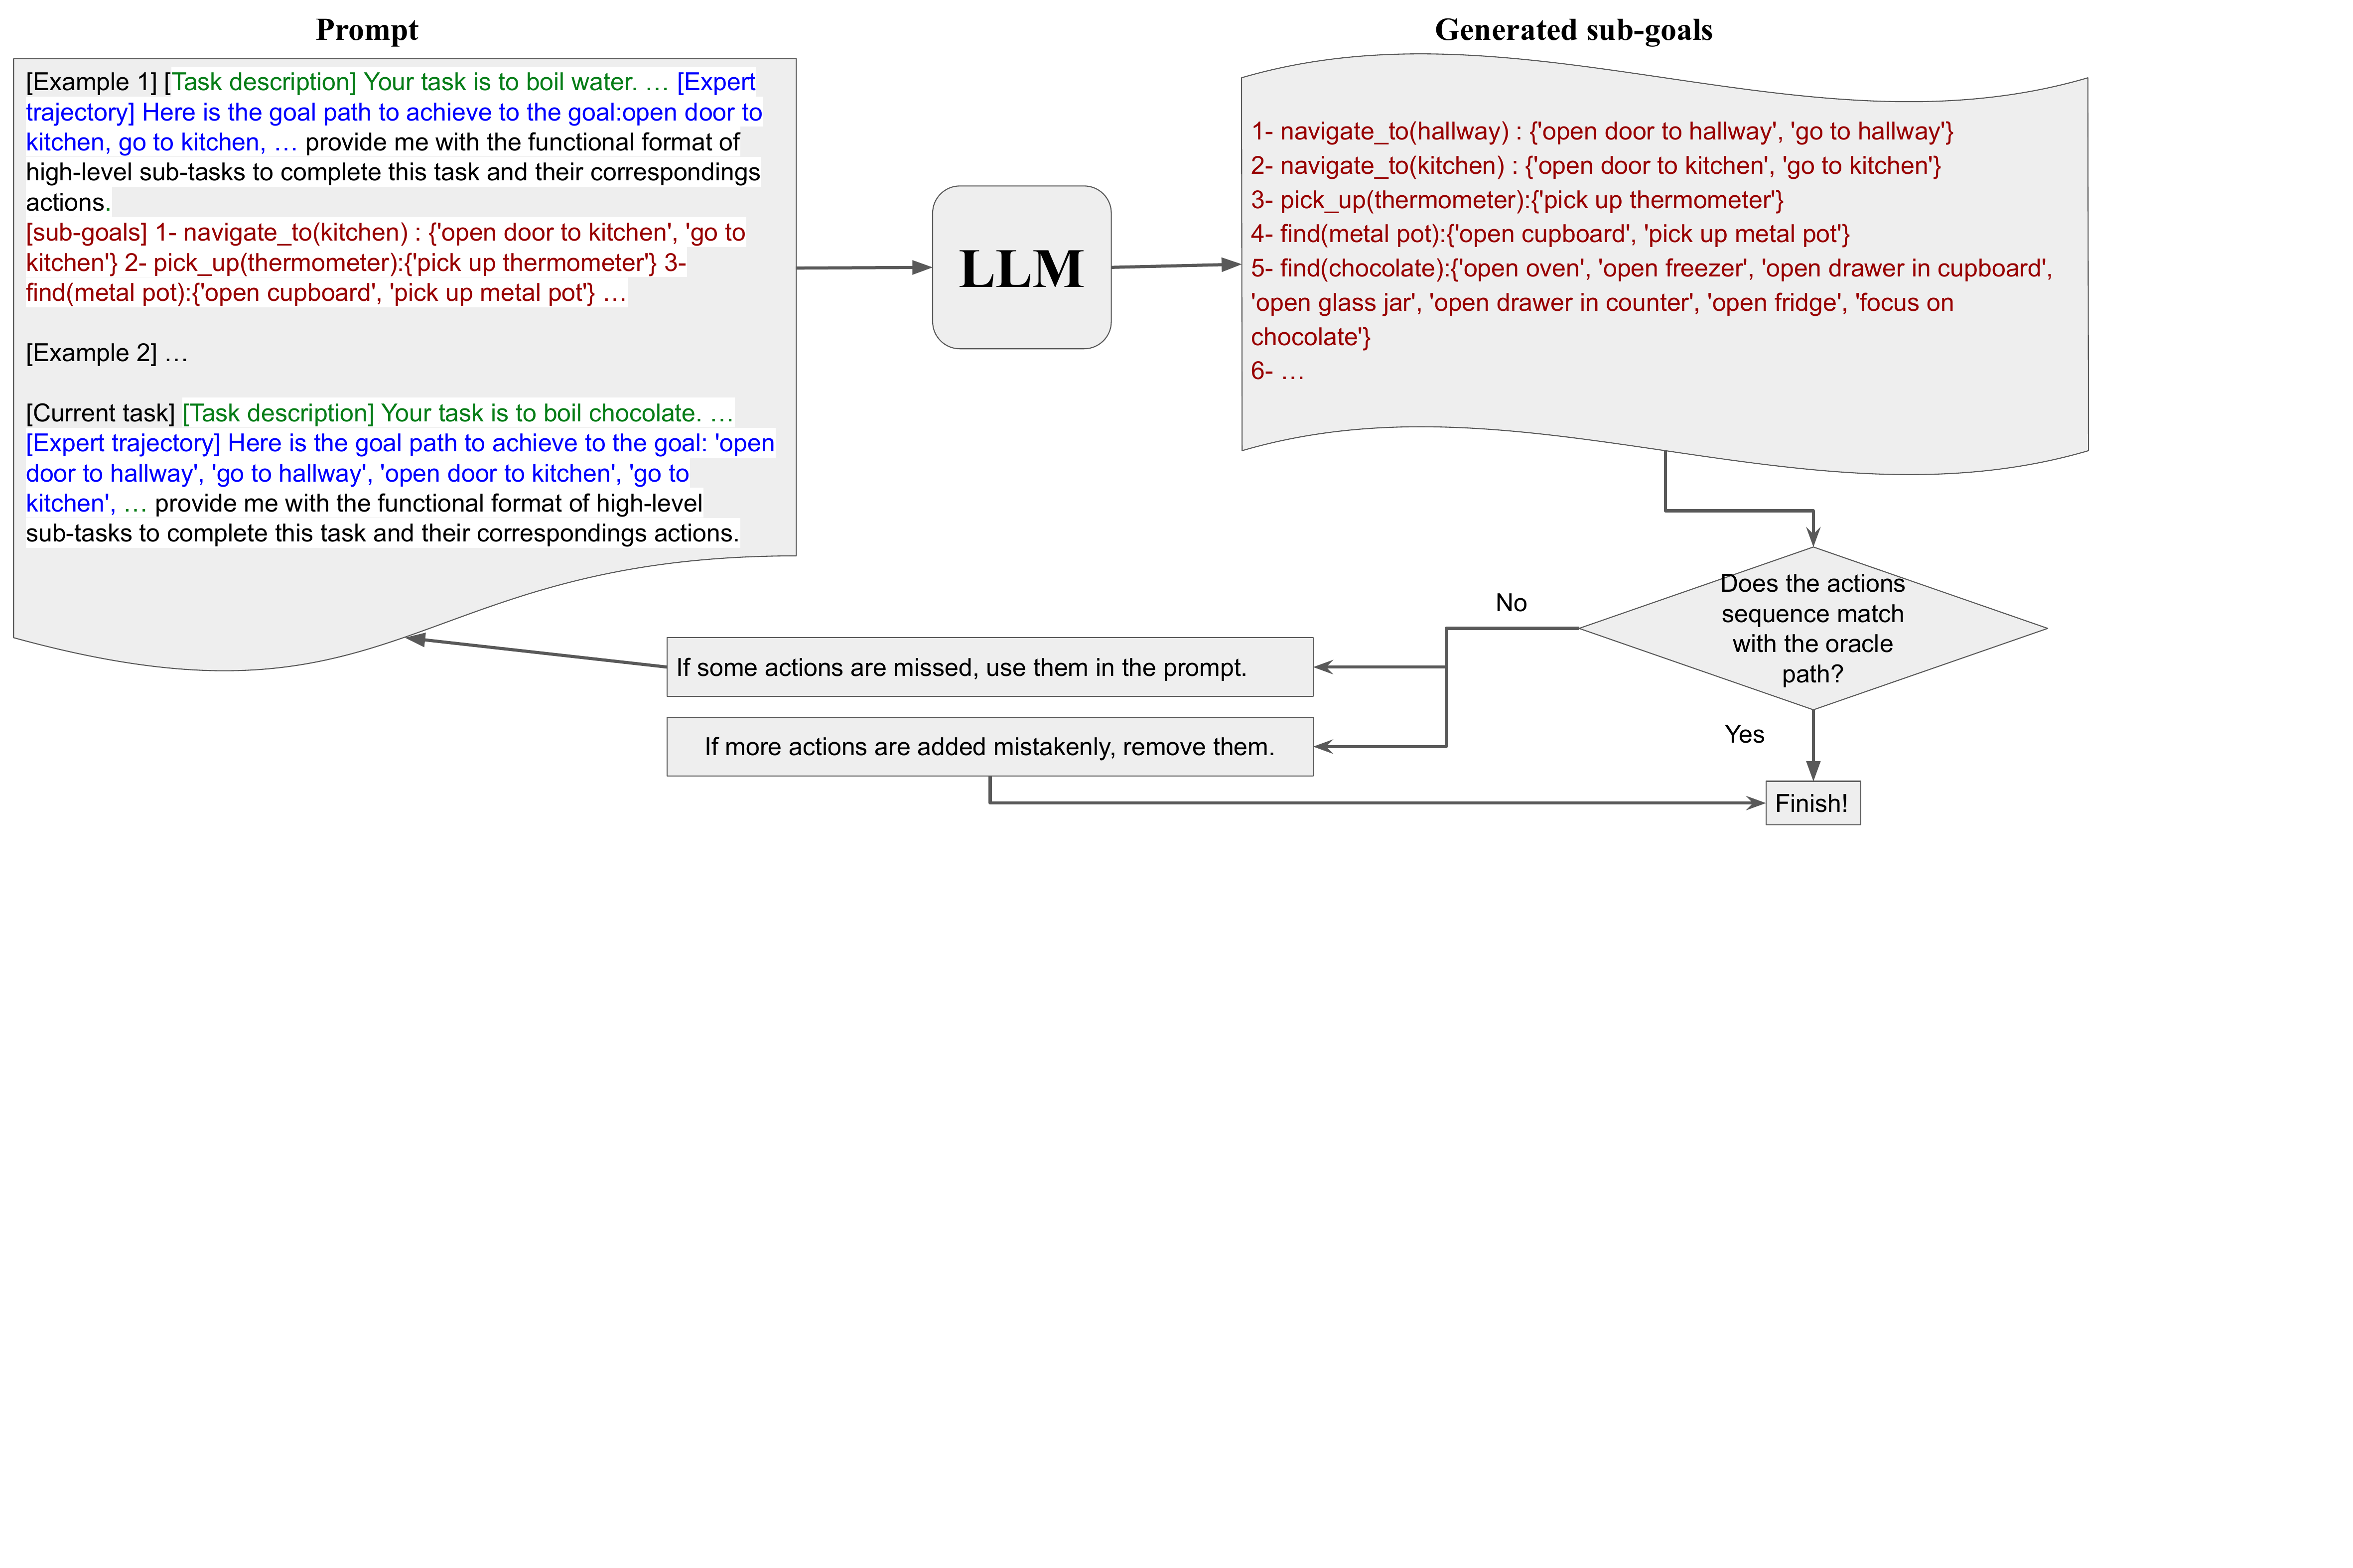 Prompt
[Example 1] [Task description] Your task is to boil water. … [Expert
trajectory] Here is the goal path to achieve to the goal:open door to
kitchen, go to kitchen, … provide me with the functional format of
high-level sub-tasks to complete this task and their correspondings
actions.
[sub-goals] 1- navigate_to(kitchen) : {'open door to kitchen', 'go to
kitchen'} 2- pick_up(thermometer):{'pick up thermometer'} 3-
find(metal pot):{'open cupboard', 'pick up metal pot'} …
[Example 2] …
[Current task] [Task description] Your task is to boil chocolate. …
[Expert trajectory] Here is the goal path to achieve to the goal: 'open
door to hallway', 'go to hallway', 'open door to kitchen', 'go to
kitchen', … provide me with the functional format of high-level
sub-tasks to complete this task and their correspondings actions.
LLM
Generated sub-goals
1- navigate_to(hallway) : {'open door to hallway', 'go to hallway'}
2- navigate_to(kitchen) : {'open door to kitchen', 'go to kitchen'}
3- pick_up(thermometer):{'pick up thermometer'}
4- find(metal pot):{'open cupboard', 'pick up metal pot'}
5- find(chocolate):{'open oven', 'open freezer', 'open drawer in cupboard',
'open glass jar', 'open drawer in counter', 'open fridge', 'focus on
chocolate'}
6- …
Does the actions
sequence match
with the oracle
path?
No
If some actions are missed, use them in the prompt.
If more actions are added mistakenly, remove them.
Yes
Finish!